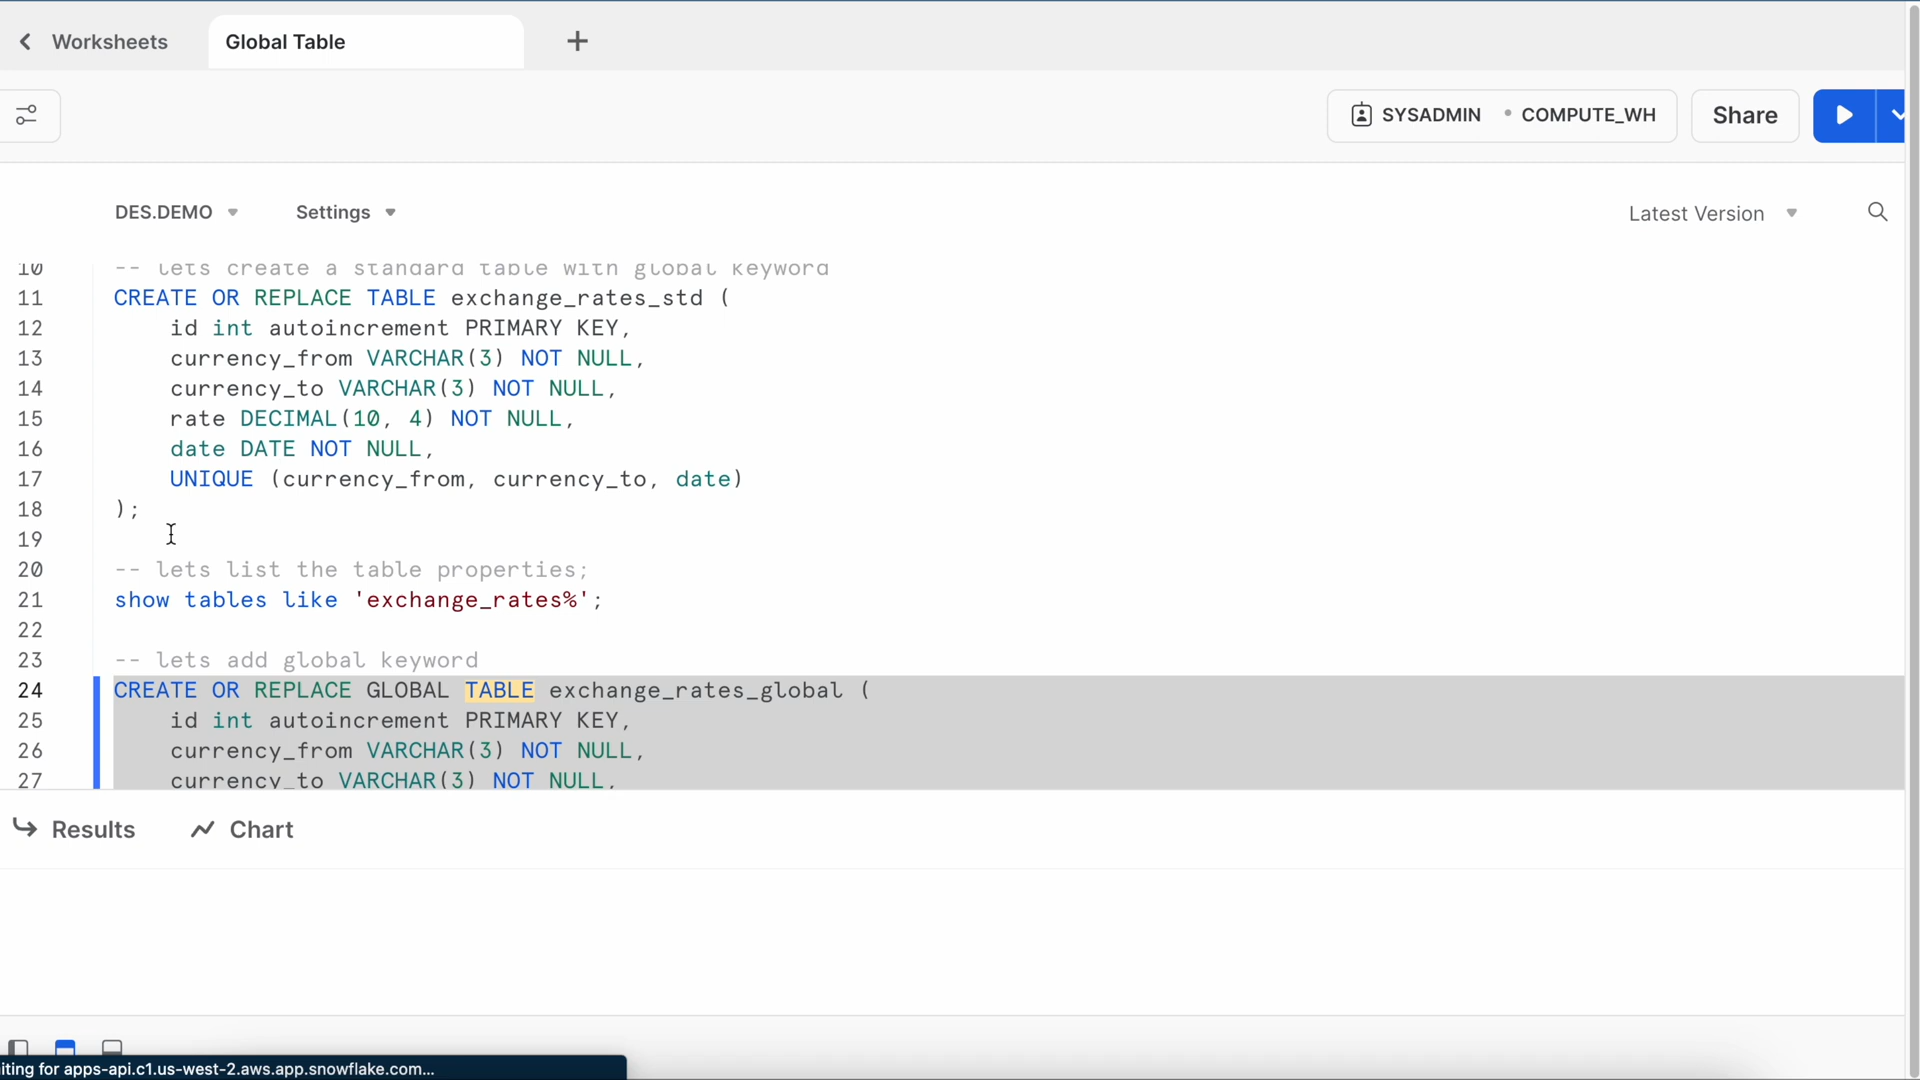 Worksheets
Global Table
SYSADMIN • COMPUTE_WH
Share
DES.DEMO
Settings
Latest Version
10 -- lets create a standard table with global keyword
11 CREATE OR REPLACE TABLE exchange_rates_std (
12 id int autoincrement PRIMARY KEY,
13 currency_from VARCHAR(3) NOT NULL,
14 currency_to VARCHAR(3) NOT NULL,
15 rate DECIMAL(10, 4) NOT NULL,
16 date DATE NOT NULL,
17 UNIQUE (currency_from, currency_to, date)
18 );
19
20 -- lets list the table properties;
21 show tables like 'exchange_rates%';
22
23 -- lets add global keyword
24 CREATE OR REPLACE GLOBAL TABLE exchange_rates_global (
25 id int autoincrement PRIMARY KEY,
26 currency_from VARCHAR(3) NOT NULL,
27 currency_to VARCHAR(3) NOT NULL,
Results
Chart
iting for apps-api.c1.us-west-2.aws.app.snowflake.com...